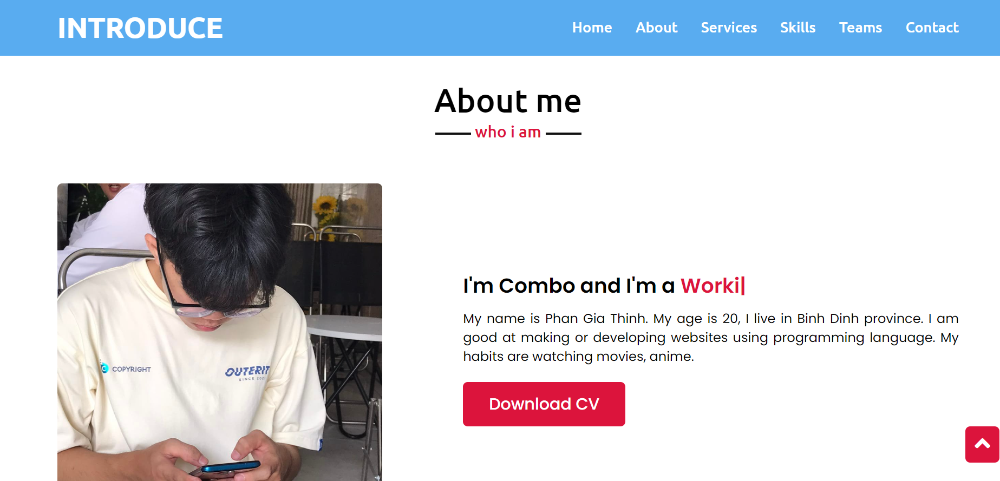 INTRODUCE
Home About Services Skills Teams Contact
About me
who i am
COPYRIGHT
OUTERITY
SINCE 2021
I'm Combo and I'm a Worki|
My name is Phan Gia Thinh. My age is 20, I live in Binh Dinh province. I am
good at making or developing websites using programming language. My
habits are watching movies, anime.
Download CV